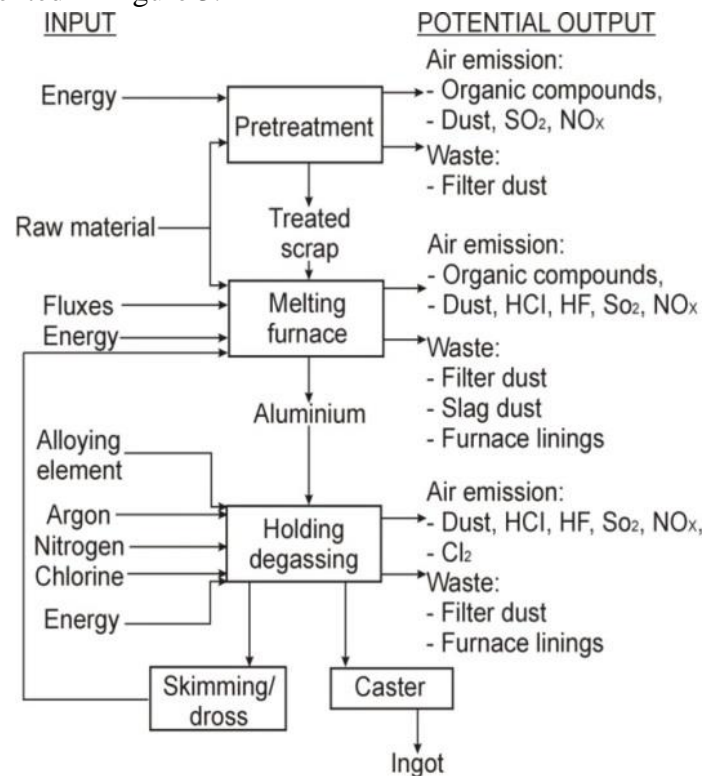 INPUT
POTENTIAL OUTPUT
Energy
Pretreatment
Air emission:
- Organic compounds,
- Dust, SO₂, NOx
Waste:
- Filter dust
Raw material
Treated
scrap
Fluxes
Energy
Melting
furnace
Air emission:
- Organic compounds,
- Dust, HCl, HF, So₂, NOx
Waste:
- Filter dust
- Slag dust
- Furnace linings
Aluminium
Alloying
element
Argon
Nitrogen
Chlorine
Energy
Holding
degassing
Air emission:
- Dust, HCl, HF, So₂, NOx,
- Cl₂
Waste:
- Filter dust
- Furnace linings
Skimming/
dross
Caster
Ingot